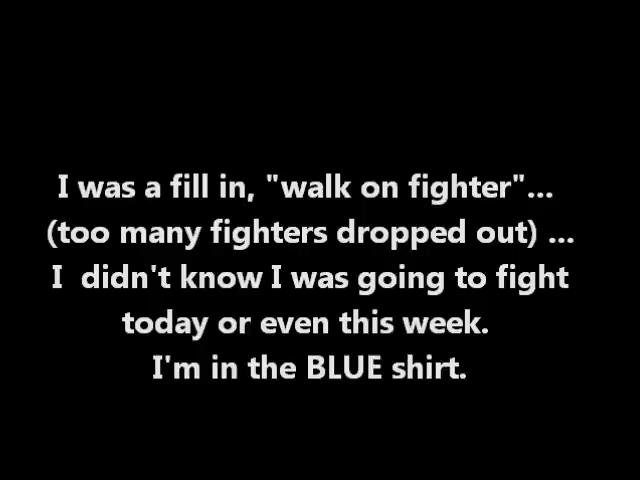 I was a fill in, "walk on fighter"...
(too many fighters dropped out) ...
I  didn't know I was going to fight
today or even this week.
I'm in the BLUE shirt.